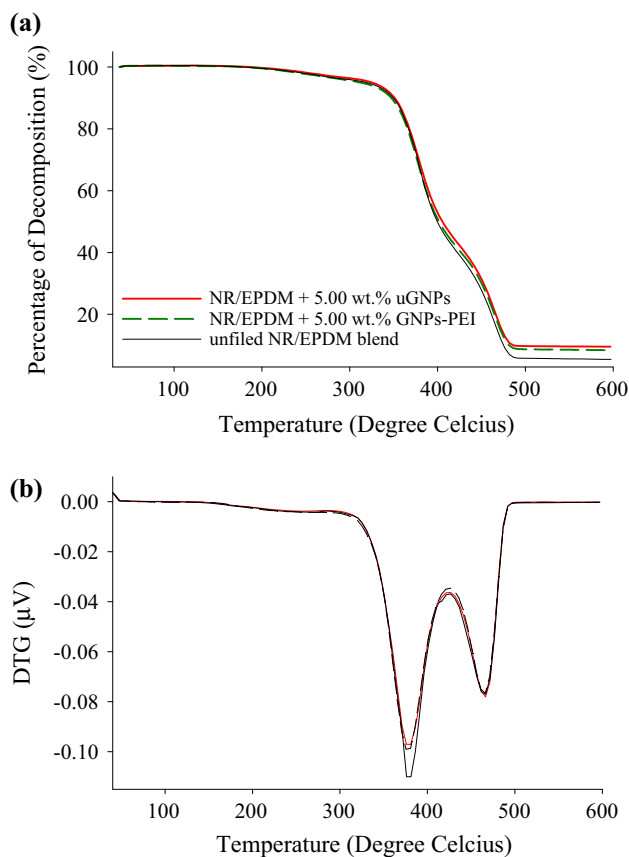 (a)
Percentage of Decomposition (%)
100
80
60
40
20
NR/EPDM + 5.00 wt.% uGNPs
NR/EPDM + 5.00 wt.% GNPs-PEI
unfiled NR/EPDM blend
100 200 300 400 500 600
Temperature (Degree Celcius)
(b)
DTG (µV)
0.00
-0.02
-0.04
-0.06
-0.08
-0.10
100 200 300 400 500 600
Temperature (Degree Celcius)